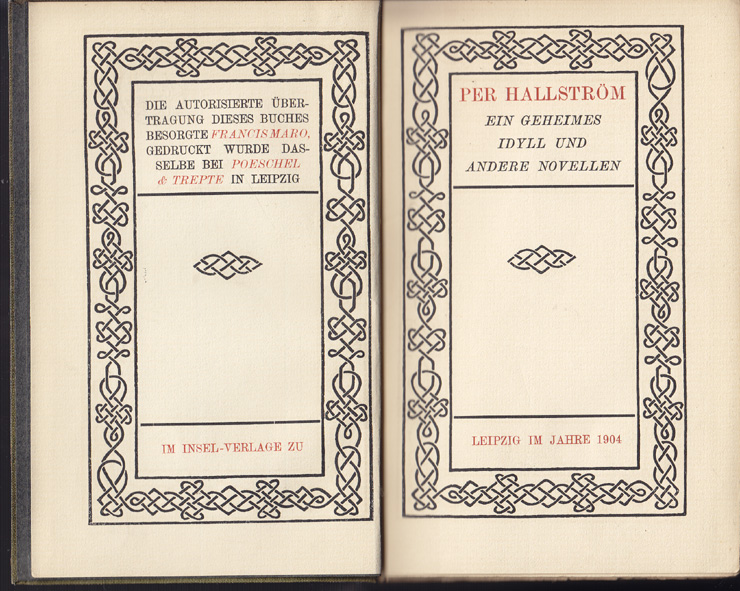 DIE AUTORISIERTE ÜBER-
TRAGUNG DIESES BUCHES
BESORGTE FRANCIS MARO,
GEDRUCKT WURDE DAS-
SELBE BEI POESCHEL
& TREPTE IN LEIPZIG
IM INSEL-VERLAGE ZU
PER HALLSTRÖM
EIN GEHEIMES
IDYLL UND
ANDERE NOVELLEN
LEIPZIG IM JAHRE 1904